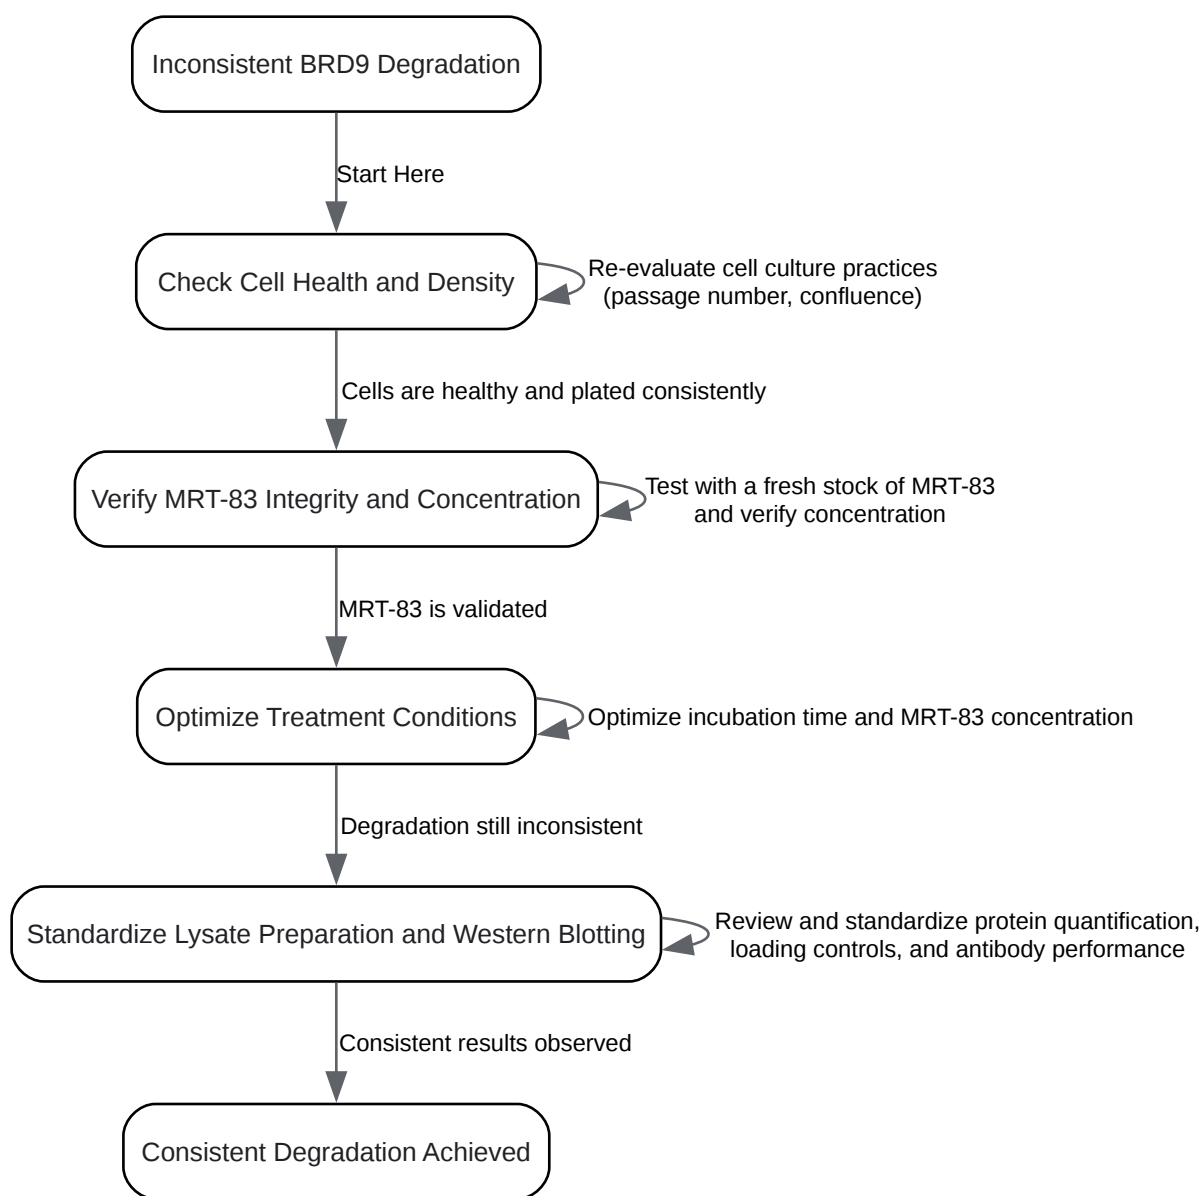 Inconsistent BRD9 Degradation
Start Here
Check Cell Health and Density
Re-evaluate cell culture practices
(passage number, confluence)
Cells are healthy and plated consistently
Verify MRT-83 Integrity and Concentration
Test with a fresh stock of MRT-83
and verify concentration
MRT-83 is validated
Optimize Treatment Conditions
Optimize incubation time and MRT-83 concentration
Degradation still inconsistent
Standardize Lysate Preparation and Western Blotting
Review and standardize protein quantification,
loading controls, and antibody performance
Consistent results observed
Consistent Degradation Achieved